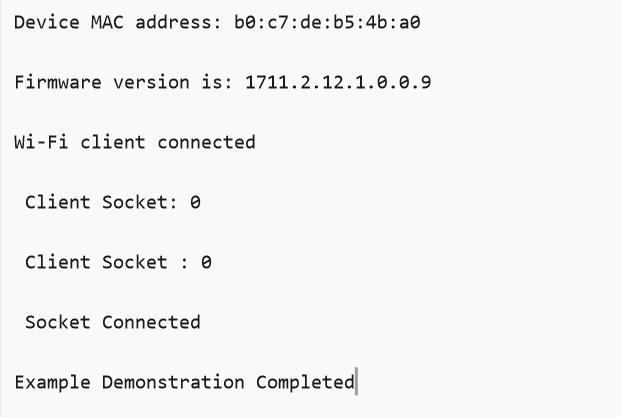 Device MAC address: b0:c7:de:b5:4b:a0
Firmware version is: 1711.2.12.1.0.0.9
Wi-Fi client connected
Client Socket: 0
Client Socket : 0
Socket Connected
Example Demonstration Completed